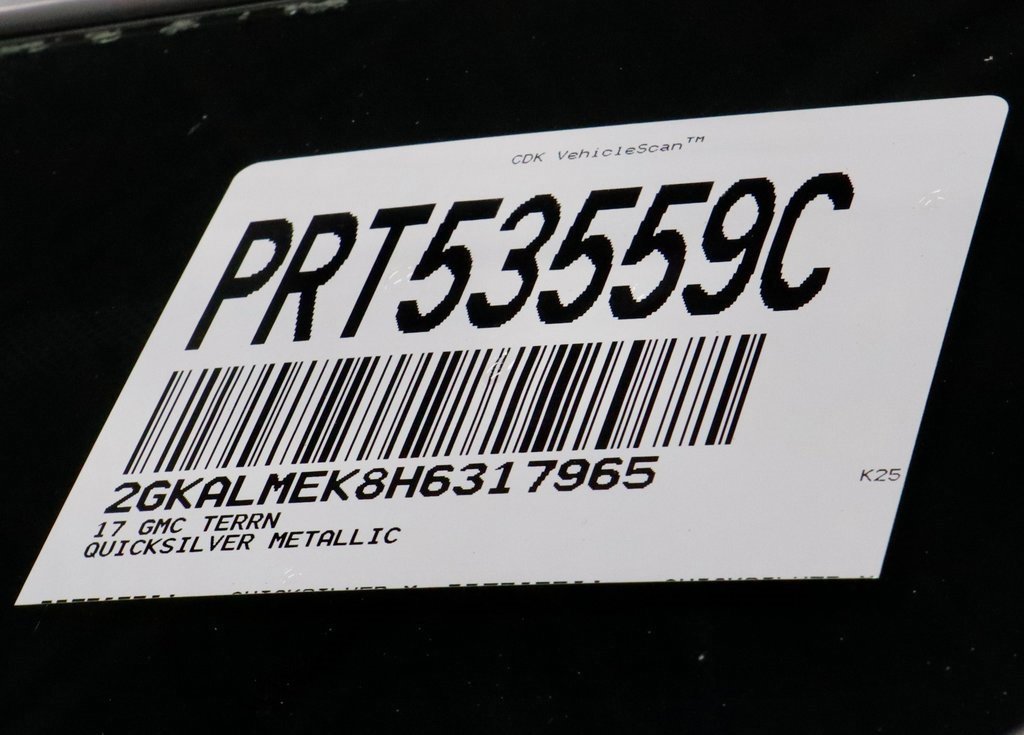 CDK VehicleScan™
PRT53559C
2GKALMEK8H6317965
K25
17 GMC TERRN
QUICKSILVER METALLIC